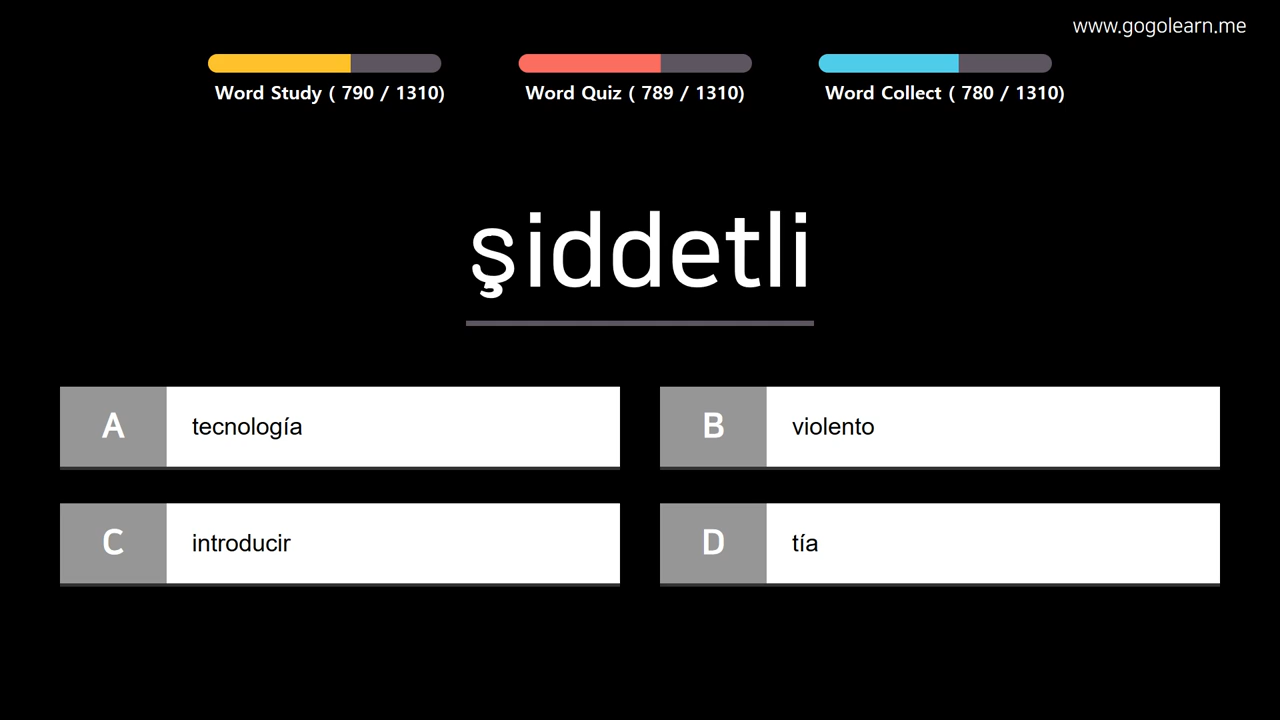 www.gogolearn.me
Word Study ( 790 / 1310)
Word Quiz ( 789 / 1310)
Word Collect ( 780 / 1310)
şiddetli
A tecnología
B violento
C introducir
D tía